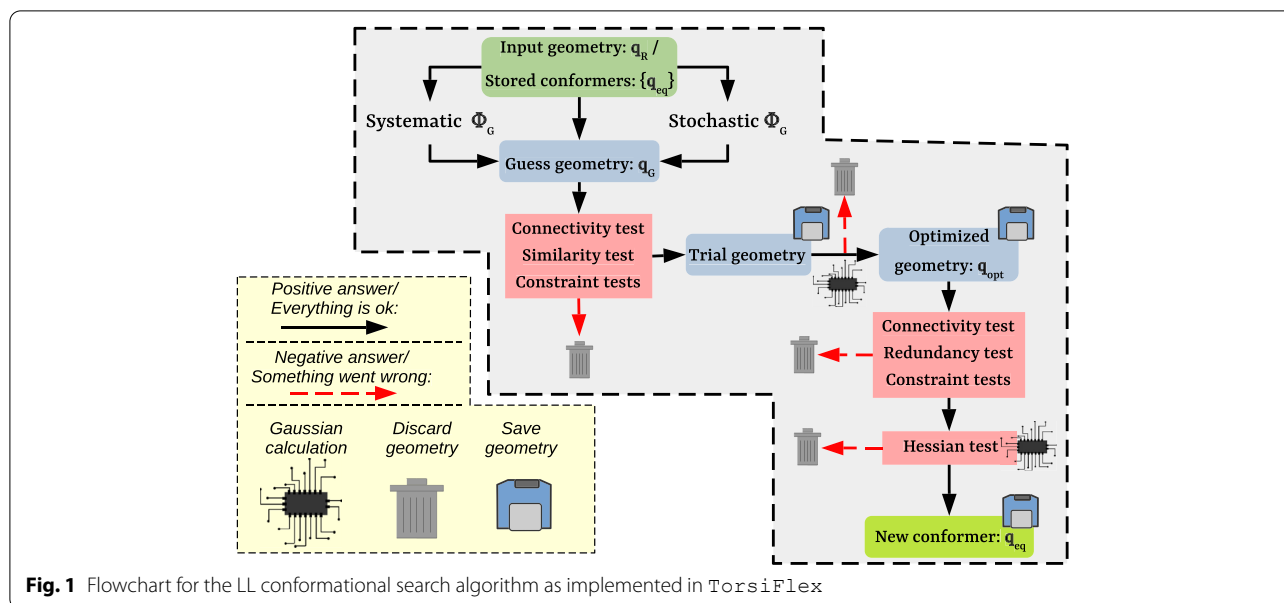 Input geometry: qR /
Stored conformers: {qeq}
Systematic ΦG
Stochastic ΦG
Guess geometry: qG
Connectivity test
Similarity test
Constraint tests
Trial geometry
Optimized
geometry: qopt
Connectivity test
Redundancy test
Constraint tests
Hessian test
New conformer: qeq
Positive answer/
Everything is ok:
Negative answer/
Something went wrong:
Gaussian
calculation
Discard
geometry
Save
geometry
Fig. 1 Flowchart for the LL conformational search algorithm as implemented in TorsiFlex